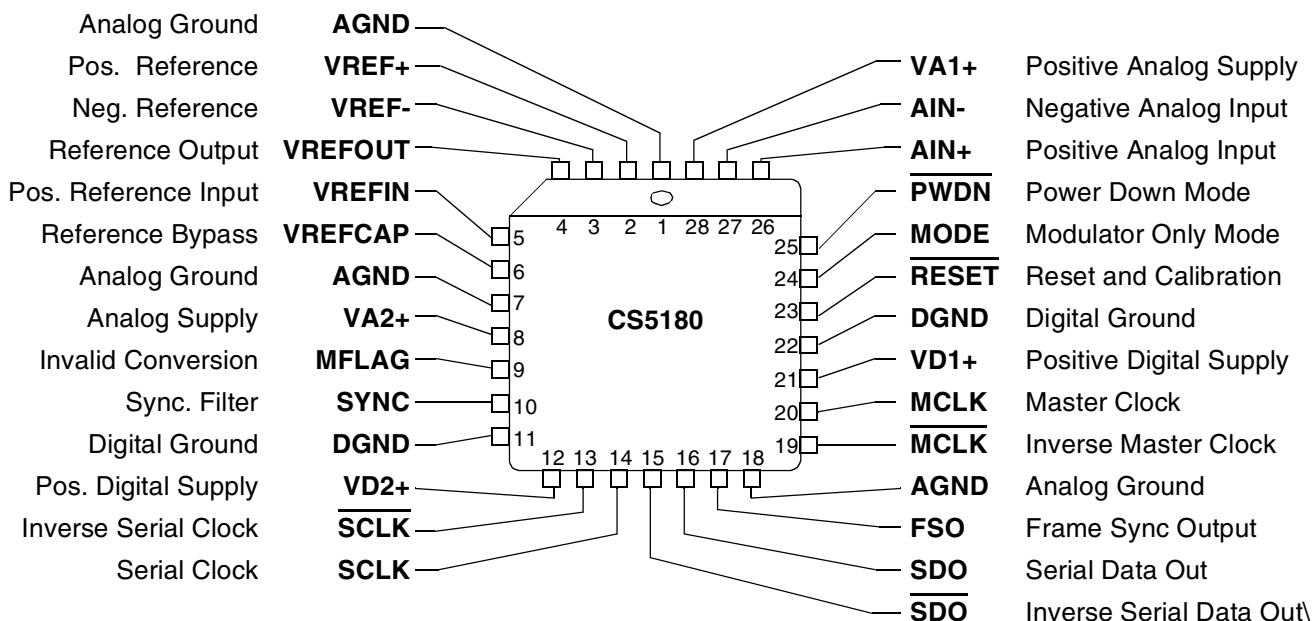 Analog Ground AGND
Pos. Reference VREF+
Neg. Reference VREF-
Reference Output VREFOUT
Pos. Reference Input VREFIN
Reference Bypass VREFCAP
Analog Ground AGND
Analog Supply VA2+
Invalid Conversion MFLAG
Sync. Filter SYNC
Digital Ground DGND
Pos. Digital Supply VD2+
Inverse Serial Clock S̅C̅L̅K̅
Serial Clock SCLK
4 3 2 1 28 27 26
5
6
7
8
9
10
11
CS5180
25
24
23
22
21
20
19
12 13 14 15 16 17 18
VA1+ Positive Analog Supply
AIN- Negative Analog Input
AIN+ Positive Analog Input
P̅W̅D̅N̅ Power Down Mode
MODE Modulator Only Mode
R̅E̅S̅E̅T̅ Reset and Calibration
DGND Digital Ground
VD1+ Positive Digital Supply
MCLK Master Clock
M̅C̅L̅K̅ Inverse Master Clock
AGND Analog Ground
FSO Frame Sync Output
SDO Serial Data Out
S̅D̅O̅ Inverse Serial Data Out\